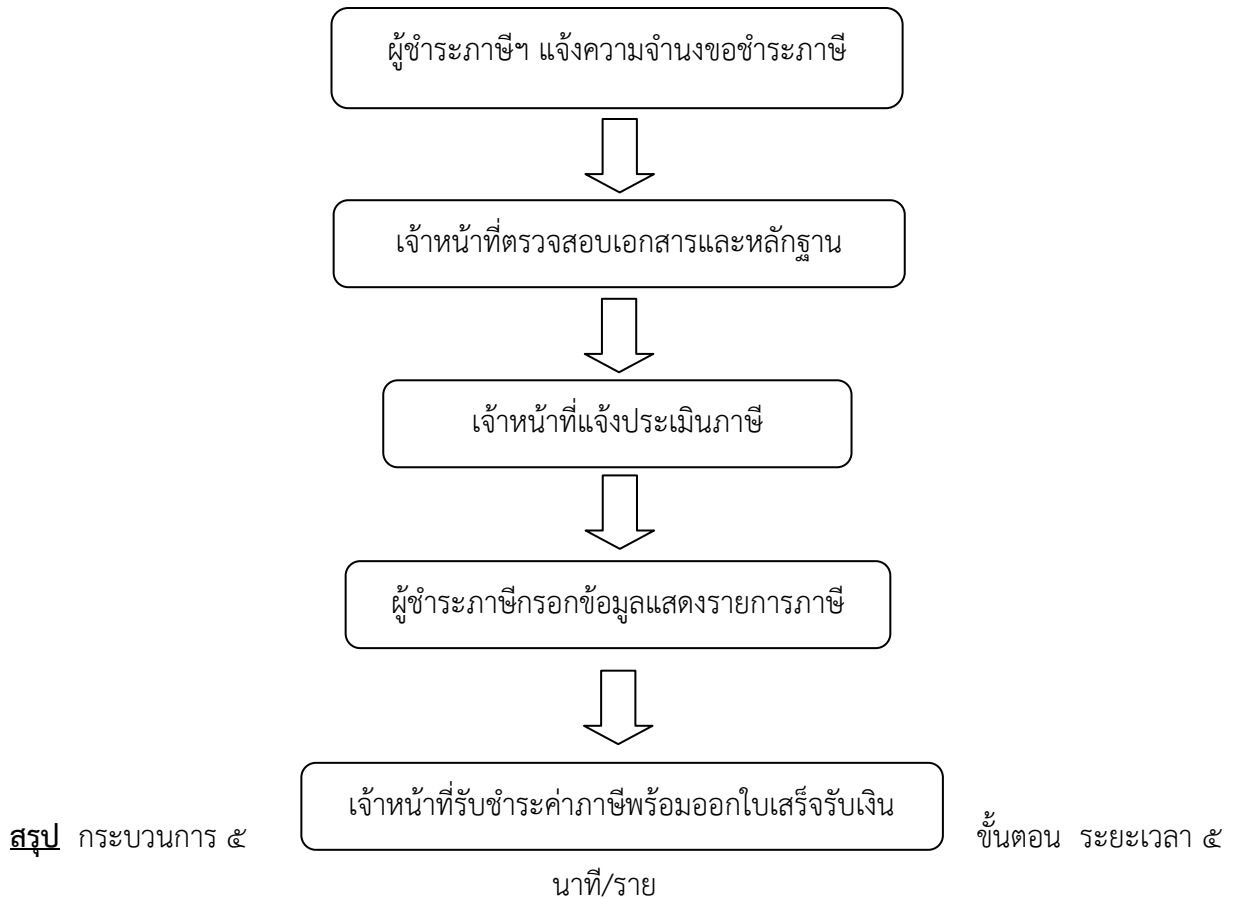 ผู้ชำระภาษีฯ แจ้งความจำนงขอชำระภาษี
เจ้าหน้าที่ตรวจสอบเอกสารและหลักฐาน
เจ้าหน้าที่แจ้งประเมินภาษี
ผู้ชำระภาษีกรอกข้อมูลแสดงรายการภาษี
เจ้าหน้าที่รับชำระค่าภาษีพร้อมออกใบเสร็จรับเงิน
สรุป กระบวนการ ๕ ขั้นตอน ระยะเวลา ๕
นาที/ราย